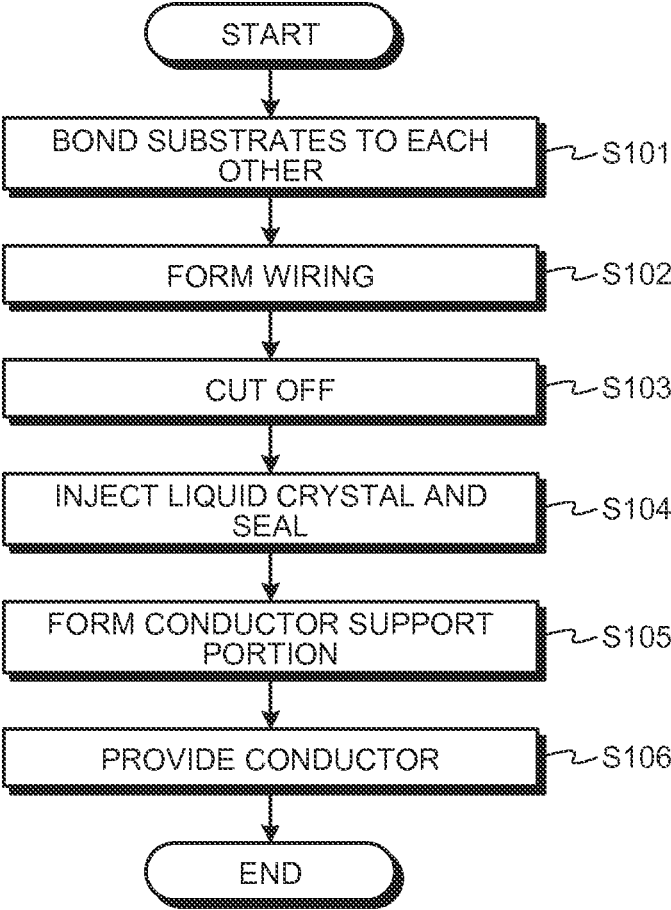 START
BOND SUBSTRATES TO EACH
OTHER
S101
FORM WIRING
S102
CUT OFF
S103
INJECT LIQUID CRYSTAL AND
SEAL
S104
FORM CONDUCTOR SUPPORT
PORTION
S105
PROVIDE CONDUCTOR
S106
END